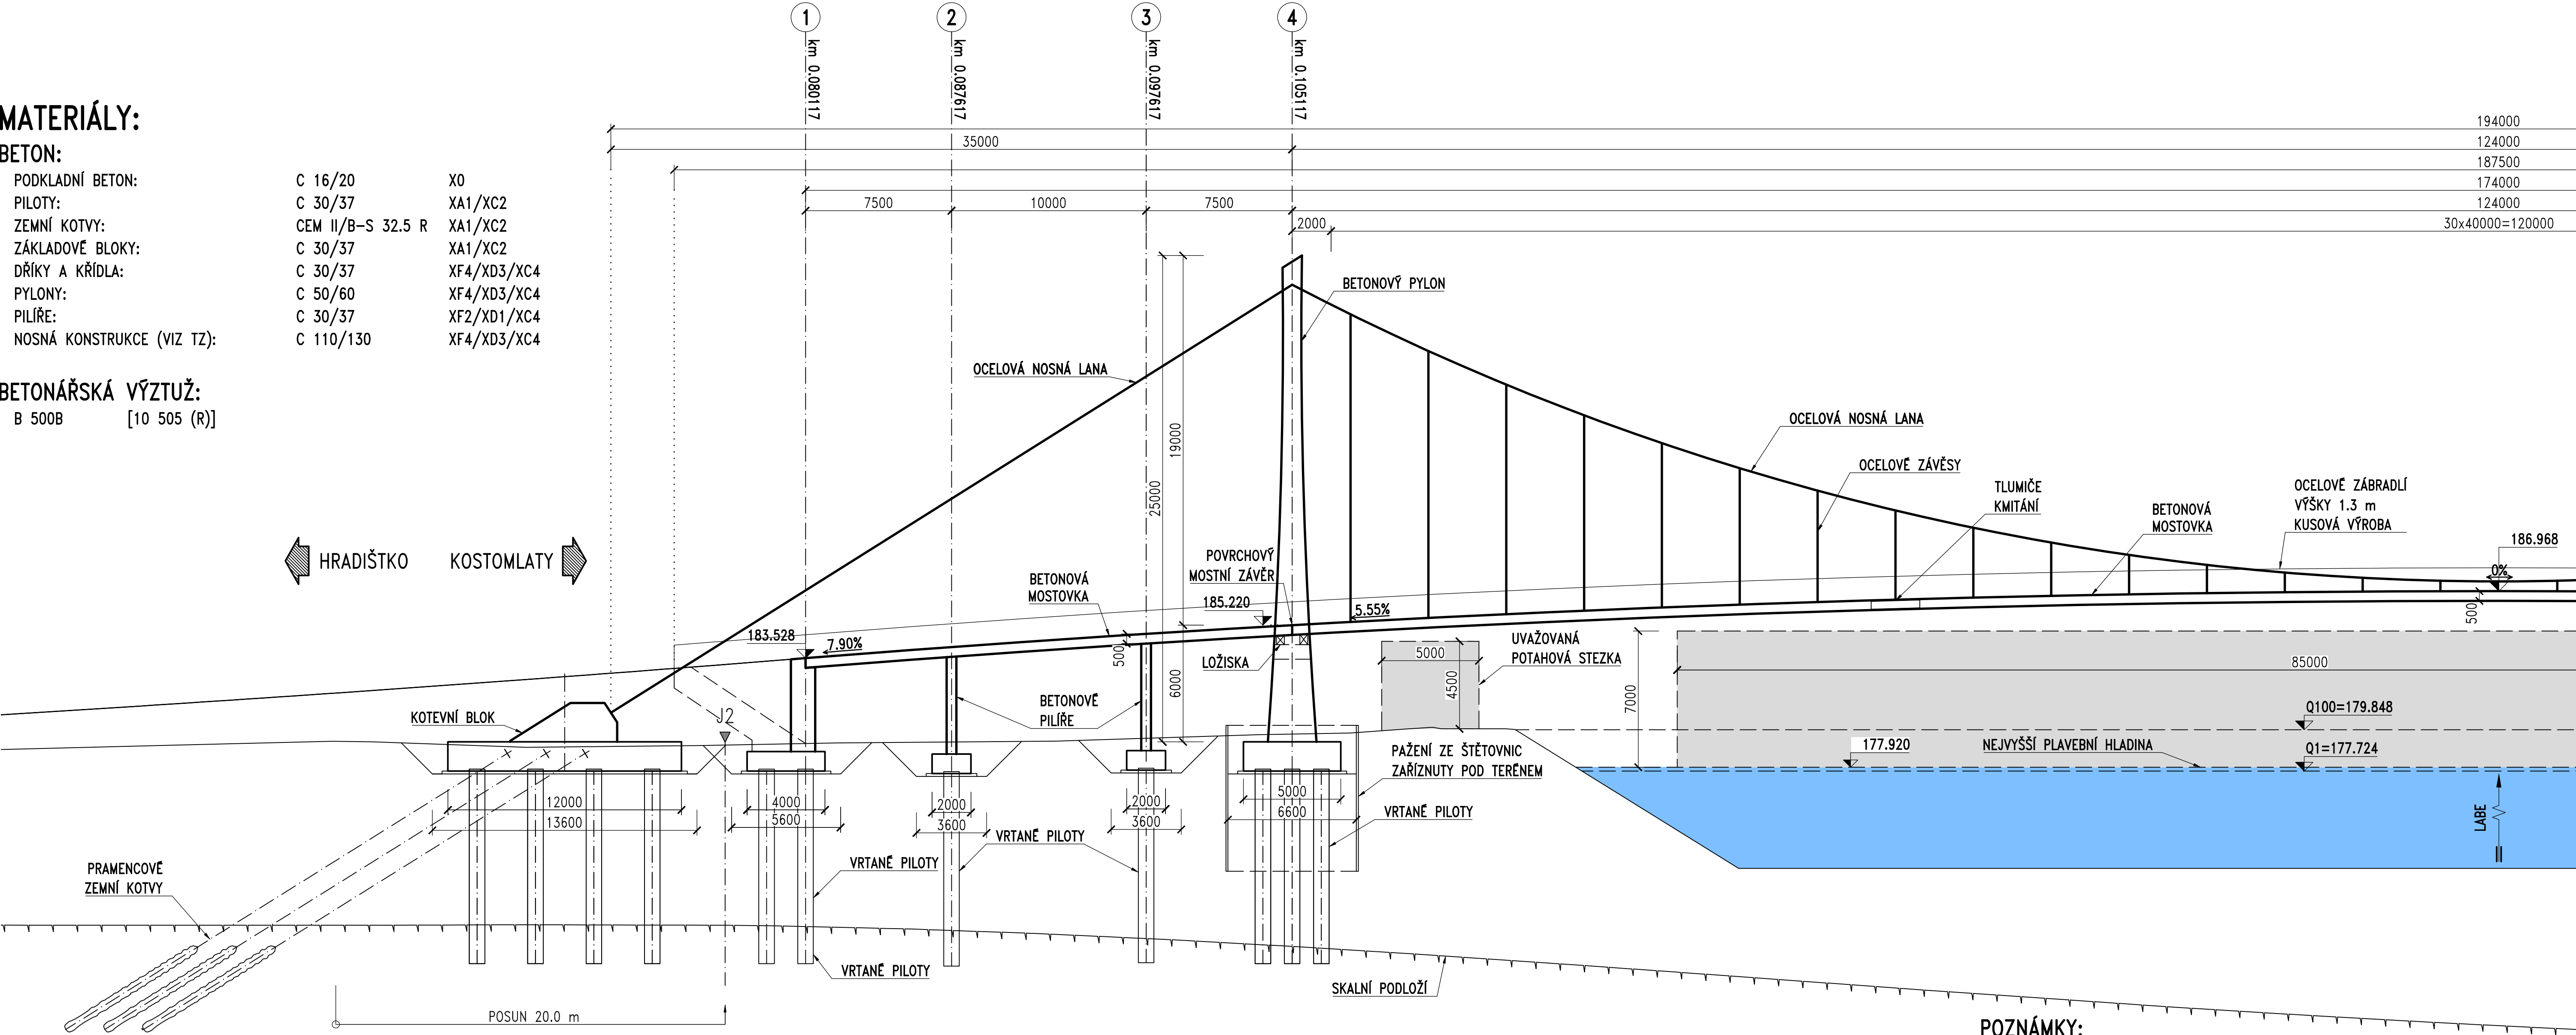 1
2
3
4
km 0.080117
km 0.087617
km 0.097617
km 0.105117
MATERIÁLY:
BETON:
PODKLADNÍ BETON: C 16/20 X0
PILOTY: C 30/37 XA1/XC2
ZEMNÍ KOTVY: CEM II/B-S 32.5 R XA1/XC2
ZÁKLADOVÉ BLOKY: C 30/37 XA1/XC2
DŘÍKY A KŘÍDLA: C 30/37 XF4/XD3/XC4
PYLONY: C 50/60 XF4/XD3/XC4
PILÍŘE: C 30/37 XF2/XD1/XC4
NOSNÁ KONSTRUKCE (VIZ TZ): C 110/130 XF4/XD3/XC4
BETONÁŘSKÁ VÝZTUŽ:
B 500B [10 505 (R)]
194000
35000
124000
187500
174000
7500
10000
7500
124000
2000
30x40000=120000
BETONOVÝ PYLON
OCELOVÁ NOSNÁ LANA
19000
25000
OCELOVÁ NOSNÁ LANA
OCELOVÉ ZÁVĚSY
TLUMIČE
KMITÁNÍ
BETONOVÁ
MOSTOVKA
OCELOVÉ ZÁBRADLÍ
VÝŠKY 1.3 m
KUSOVÁ VÝROBA
186.968
0%
500
HRADIŠTKO
KOSTOMLATY
POVRCHOVÝ
MOSTNÍ ZÁVĚR
BETONOVÁ
MOSTOVKA
185.220
5.55%
183.528
7.90%
500
6000
LOŽISKA
5000
4500
UVAŽOVANÁ
POTAHOVÁ STEZKA
7000
85000
KOTEVNÍ BLOK
J2
BETONOVÉ
PILÍŘE
Q100=179.848
177.920
NEJVYŠŠÍ PLAVEBNÍ HLADINA
Q1=177.724
PAŽENÍ ZE ŠTĚTOVNIC
ZAŘÍZNUTY POD TERÉNEM
12000
13600
4000
5600
2000
3600
2000
3600
5000
6600
VRTANÉ PILOTY
LABE
VRTANÉ PILOTY
VRTANÉ PILOTY
PRAMENCOVÉ
ZEMNÍ KOTVY
VRTANÉ PILOTY
SKALNÍ PODLOŽÍ
POSUN 20.0 m
POZNÁMKY: